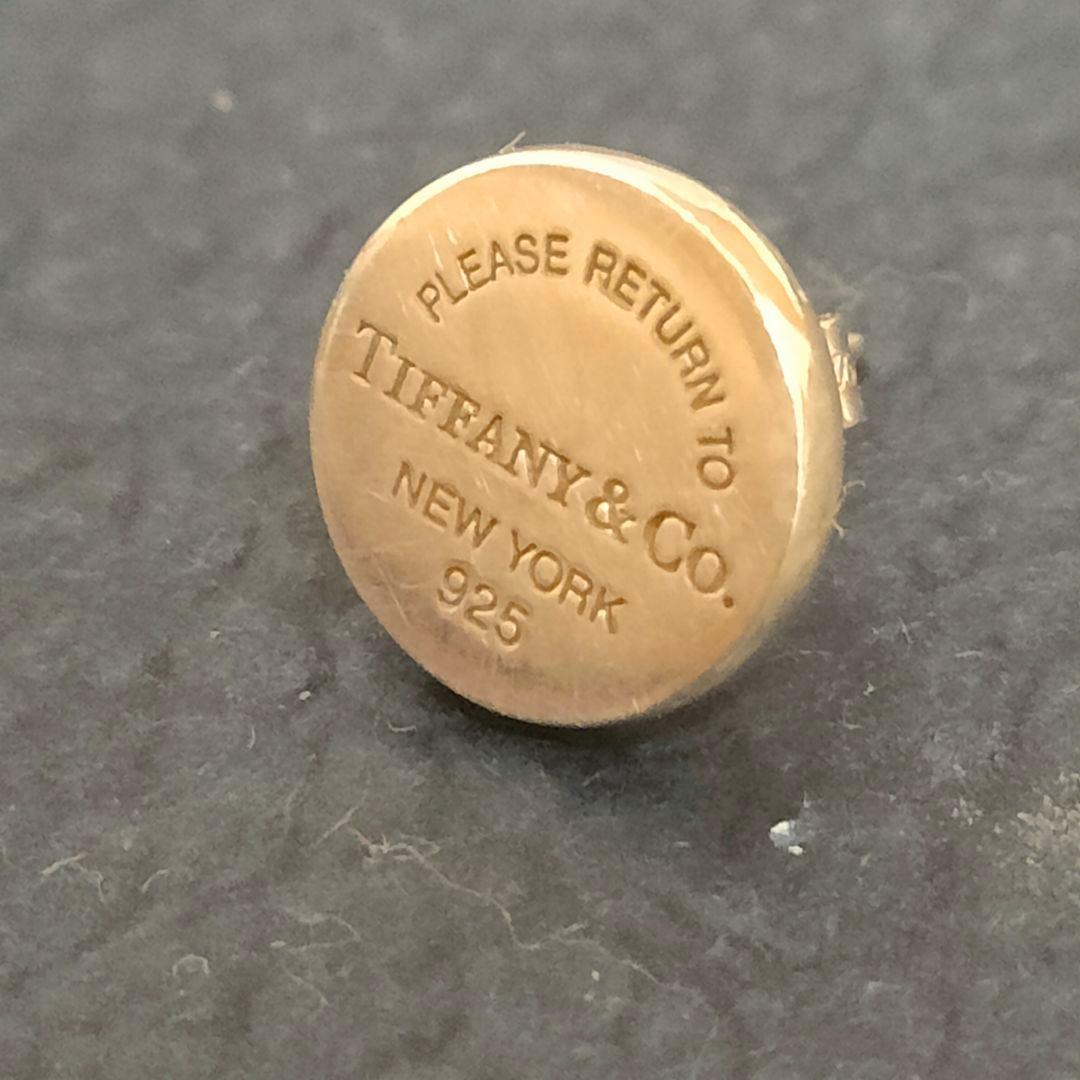 PLEASE RETURN TO
TIFFANY & CO.
NEW YORK
925